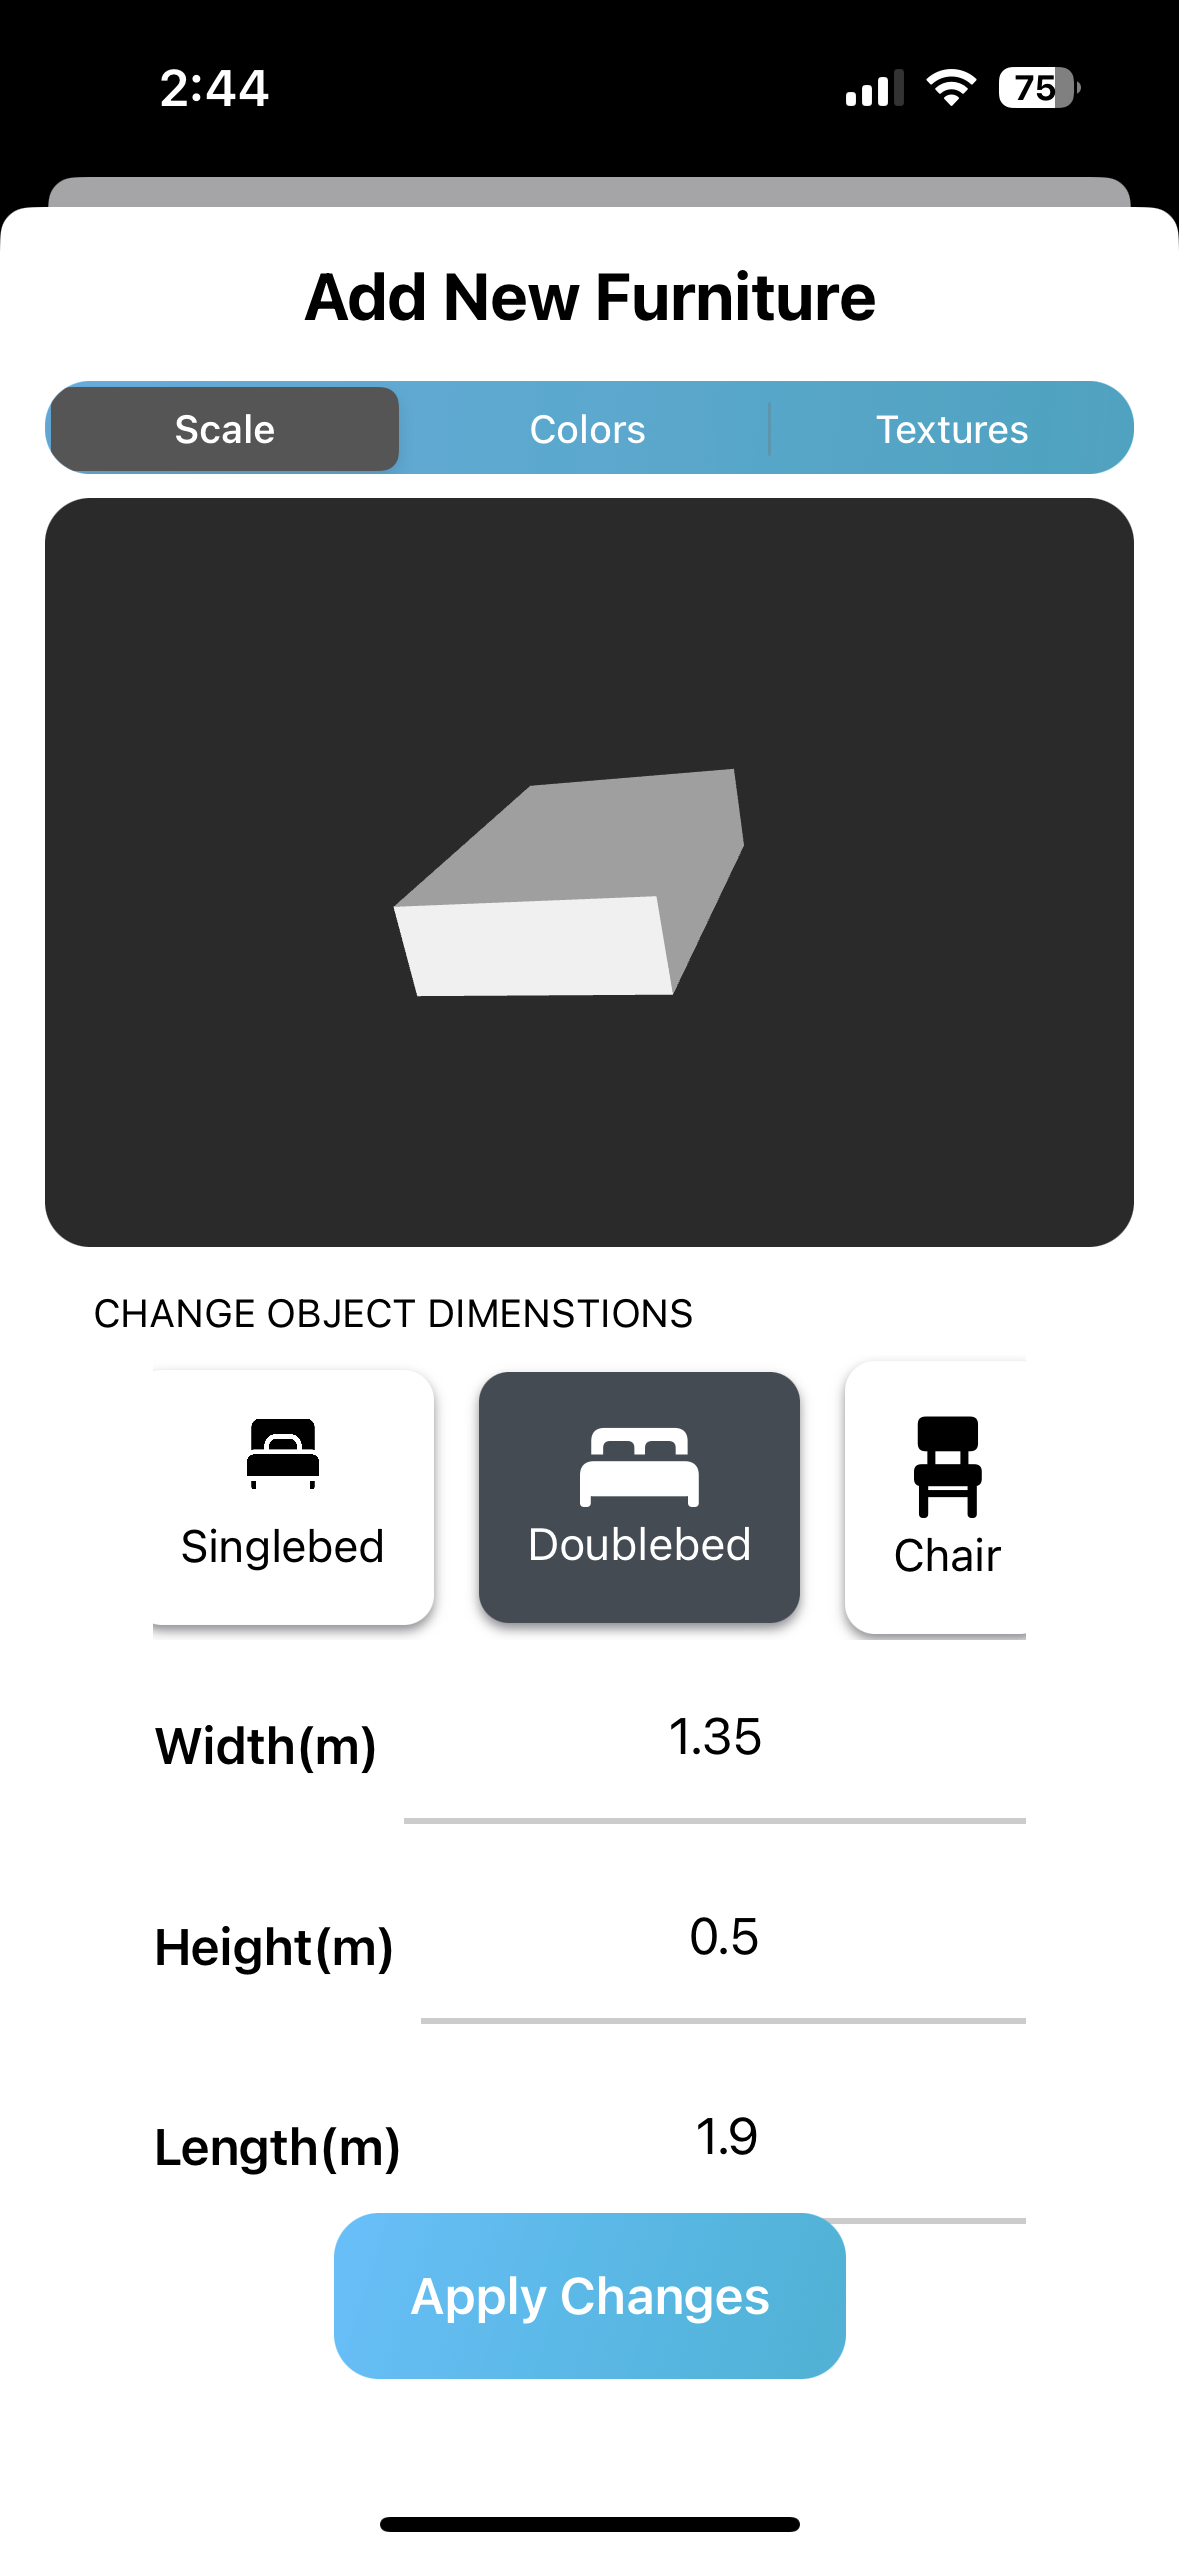 2:44
75
Add New Furniture
Scale Colors Textures
CHANGE OBJECT DIMENSTIONS
Singlebed Doublebed Chair
Width(m) 1.35
Height(m) 0.5
Length(m) 1.9
Apply Changes